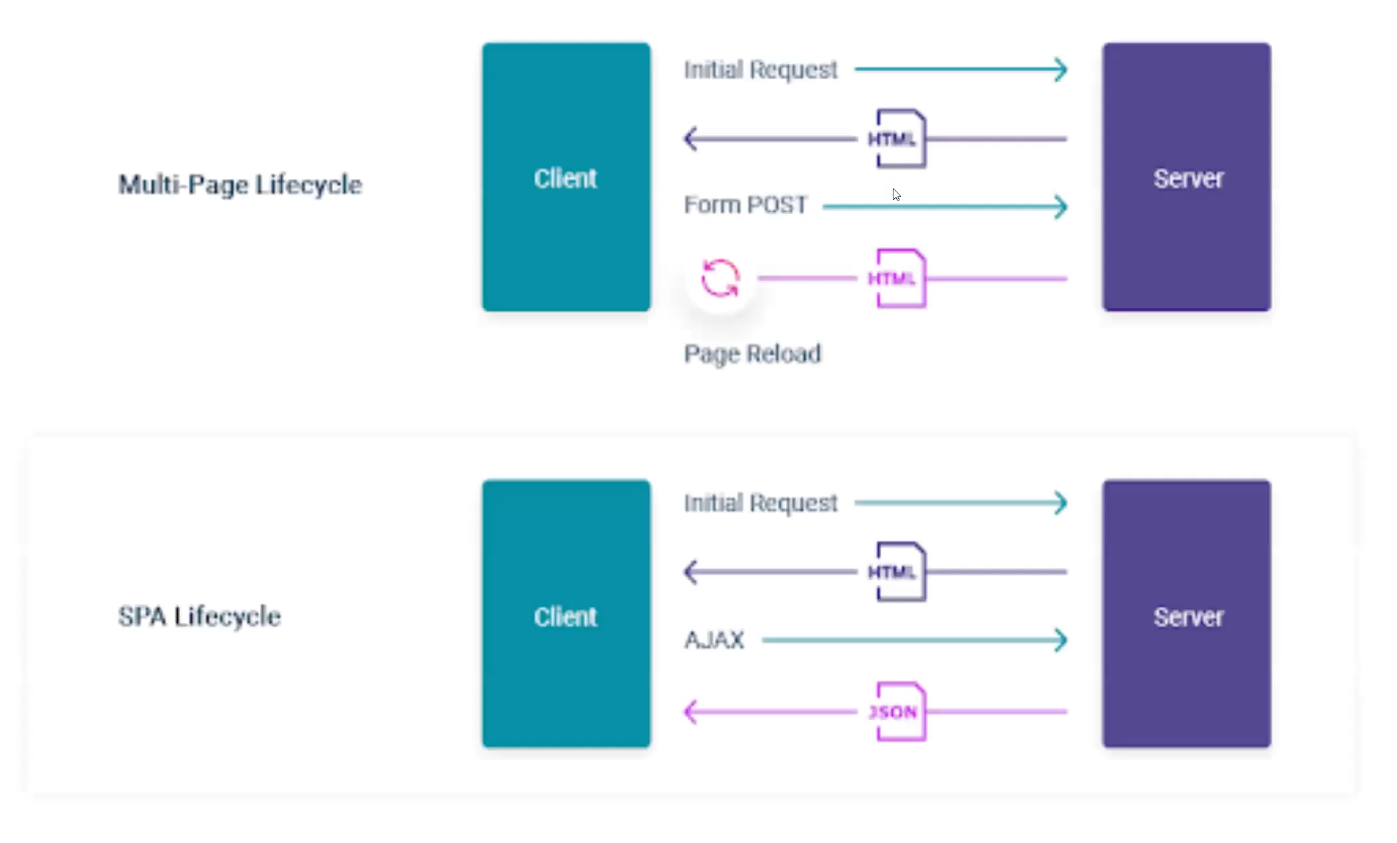 Initial Request
HTML
Multi-Page Lifecycle
Client
Server
Form POST
HTML
Page Reload
Initial Request
HTML
SPA Lifecycle
Client
Server
AJAX
JSON